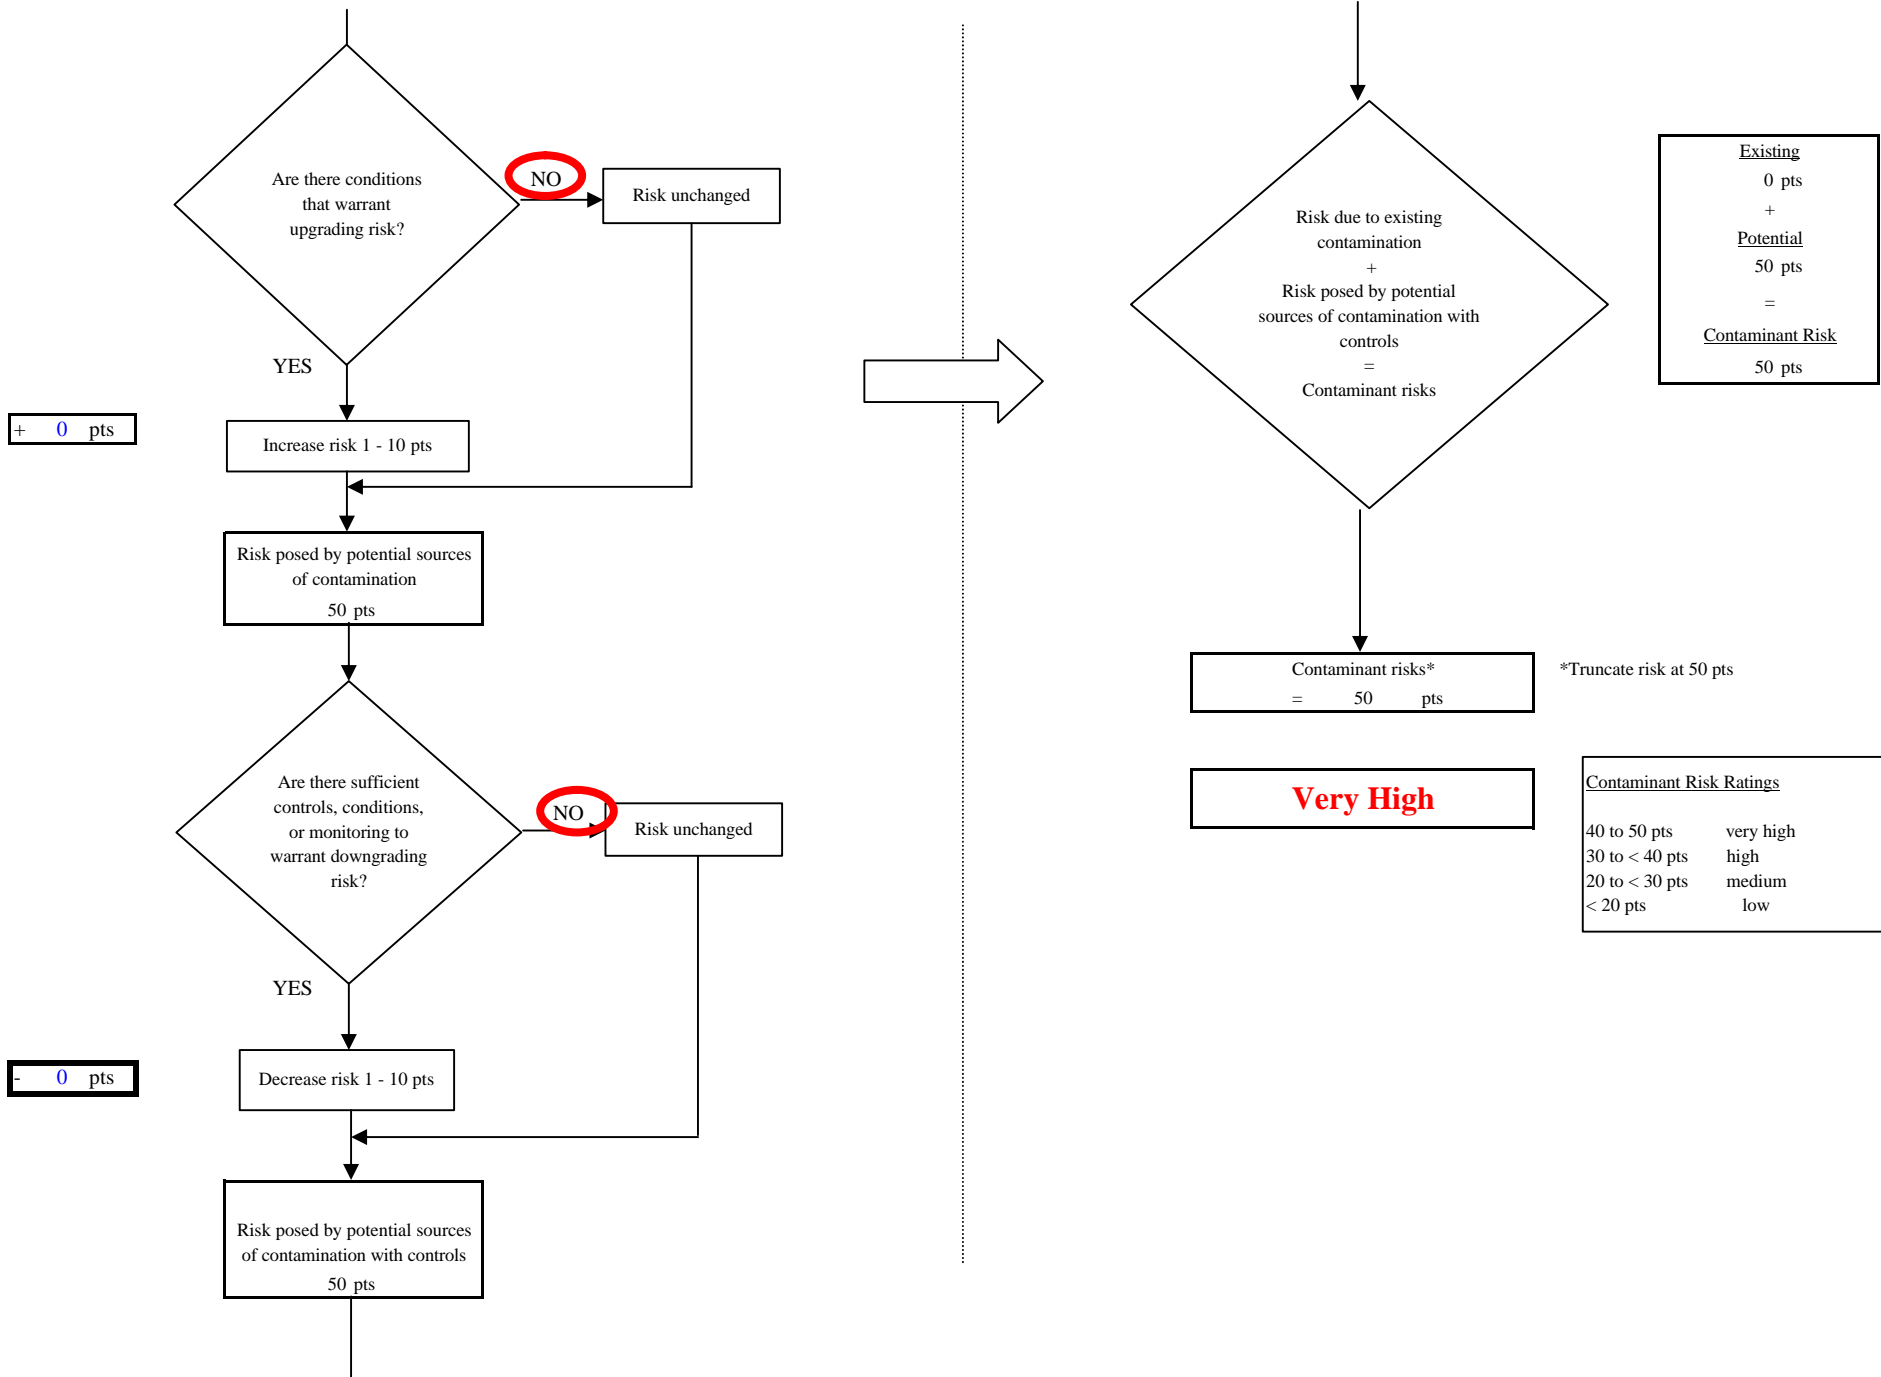 Are there conditions
that warrant
upgrading risk?
NO
Risk unchanged
YES
+ 0 pts
Increase risk 1 - 10 pts
Risk posed by potential sources
of contamination
50 pts
Are there sufficient
controls, conditions,
or monitoring to
warrant downgrading
risk?
NO
Risk unchanged
YES
- 0 pts
Decrease risk 1 - 10 pts
Risk posed by potential sources
of contamination with controls
50 pts
Risk due to existing
contamination
+
Risk posed by potential
sources of contamination with
controls
=
Contaminant risks
Existing
0 pts
+
Potential
50 pts
=
Contaminant Risk
50 pts
Contaminant risks*
= 50 pts
*Truncate risk at 50 pts
Very High
Contaminant Risk Ratings
40 to 50 pts very high
30 to < 40 pts high
20 to < 30 pts medium
< 20 pts low